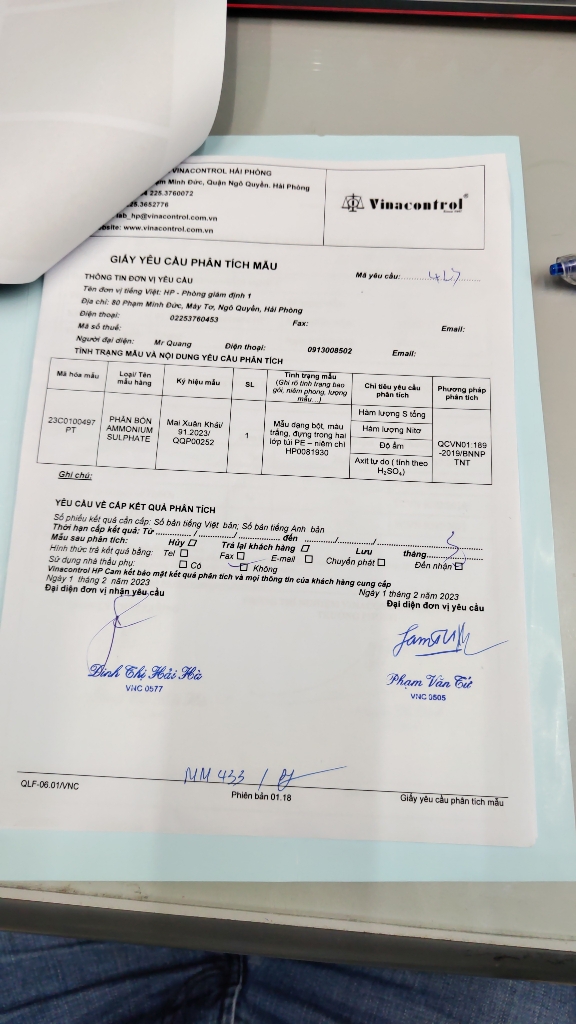 VINACONTROL HẢI PHÒNG
Phạm Minh Đức, Quận Ngô Quyền. Hải Phòng
225.3760072
25.3652776
lab_hp@vinacontrol.com.vn
website: www.vinacontrol.com.vn
Vinacontrol
GIẤY YÊU CẦU PHÂN TÍCH MẪU
Mã yêu cầu:
THÔNG TIN ĐƠN VỊ YÊU CẦU
Tên đơn vị tiếng Việt: HP - Phòng giám định 1
Địa chỉ: 80 Phạm Minh Đức, Máy Tơ, Ngô Quyền, Hải Phòng
Điện thoại: 02253760453 Fax: Email:
Mã số thuế:
Người đại diện: Mr Quang Điện thoại: 0913008502 Email:
TÌNH TRẠNG MẪU VÀ NỘI DUNG YÊU CẦU PHÂN TÍCH
Mã hóa mẫu
Loại/ Tên mẫu hàng
Ký hiệu mẫu
SL
Tình trạng mẫu
(Ghi rõ tình trạng bao gói, niêm phong, lượng mẫu…)
Chỉ tiêu yêu cầu phân tích
Phương pháp phân tích
23C0100497 PT
PHÂN BÓN AMMONIUM SULPHATE
Mai Xuân Khải/ 91.2023/ QQP00252
1
Mẫu dạng bột, màu trắng, đựng trong hai lớp túi PE – niêm chì HP0081930
Hàm lượng S tổng
Hàm lượng Nitơ
Độ ẩm
Axit tự do ( tính theo H₂SO₄)
QCVN01:189-2019/BNNPTNT
Ghi chú:
YÊU CẦU VỀ CẤP KẾT QUẢ PHÂN TÍCH
Số phiếu kết quả cần cấp: Số bản tiếng Việt bản; Số bản tiếng Anh bản
Thời hạn cấp kết quả: Từ ........../........../.......... đến ........../........../..........
Mẫu sau phân tích: Hủy ☐ Trả lại khách hàng ☐ Lưu 3 tháng
Hình thức trả kết quả bằng: Tel ☐ Fax ☐ E-mail ☐ Chuyển phát ☐ Đến nhận ☐
Sử dụng nhà thầu phụ: ☐ Có ☐ Không
Vinacontrol HP Cam kết bảo mật kết quả phân tích và mọi thông tin của khách hàng cung cấp
Ngày 1 tháng 2 năm 2023 Ngày 1 tháng 2 năm 2023
Đại diện đơn vị nhận yêu cầu Đại diện đơn vị yêu cầu
Đinh Thị Hải Hà
VNC 0577
Phạm Văn Tứ
VNC 0505
MM 433 /
QLF-06.01/VNC Phiên bản 01.18 Giấy yêu cầu phân tích mẫu